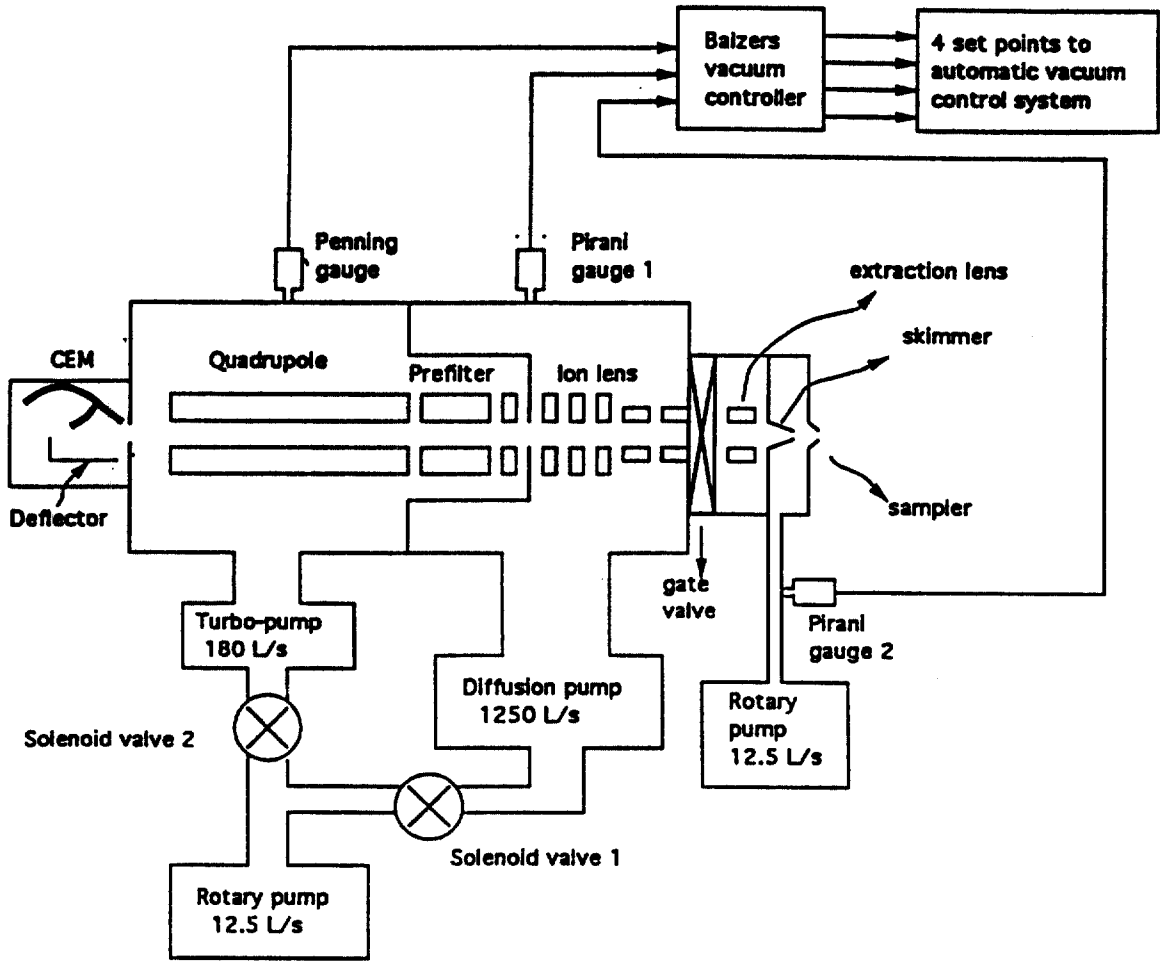 Balzers
vacuum
controller
4 set points to
automatic vacuum
control system
Penning
gauge
Pirani
gauge 1
extraction lens
skimmer
CEM
Quadrupole
Prefilter
Ion lens
Deflector
sampler
gate
valve
Turbo-pump
180 L/s
Pirani
gauge 2
Diffusion pump
1250 L/s
Rotary
pump
12.5 L/s
Solenoid valve 2
Solenoid valve 1
Rotary pump
12.5 L/s